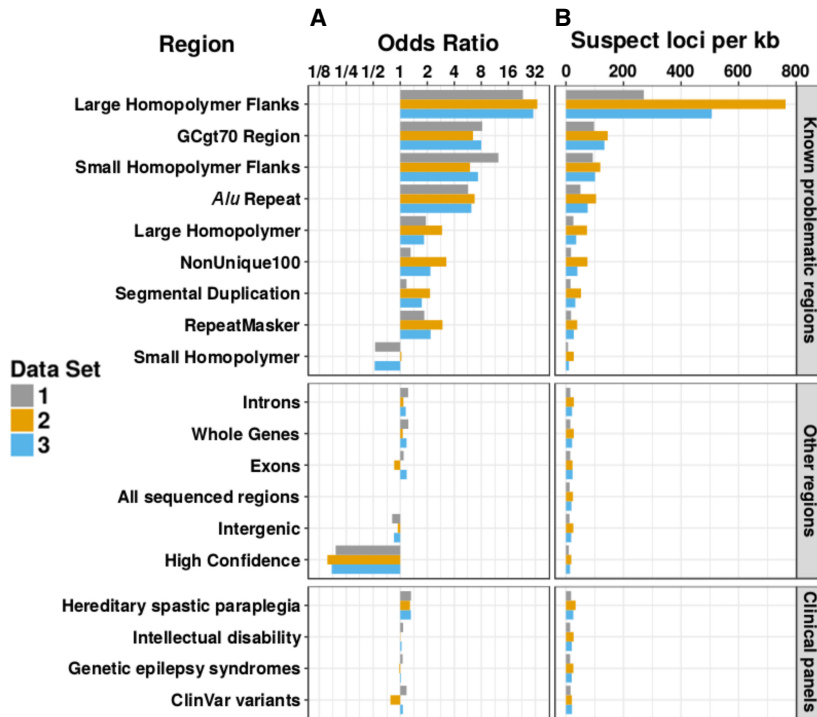 A
B
Region
Odds Ratio
Suspect loci per kb
1/8 1/4 1/2 1 2 4 8 16 32
0 200 400 600 800
Large Homopolymer Flanks
GCgt70 Region
Small Homopolymer Flanks
Alu Repeat
Large Homopolymer
NonUnique100
Segmental Duplication
RepeatMasker
Small Homopolymer
Known problematic regions
Data Set
1
2
3
Introns
Whole Genes
Exons
All sequenced regions
Intergenic
High Confidence
Other regions
Hereditary spastic paraplegia
Intellectual disability
Genetic epilepsy syndromes
ClinVar variants
Clinical panels